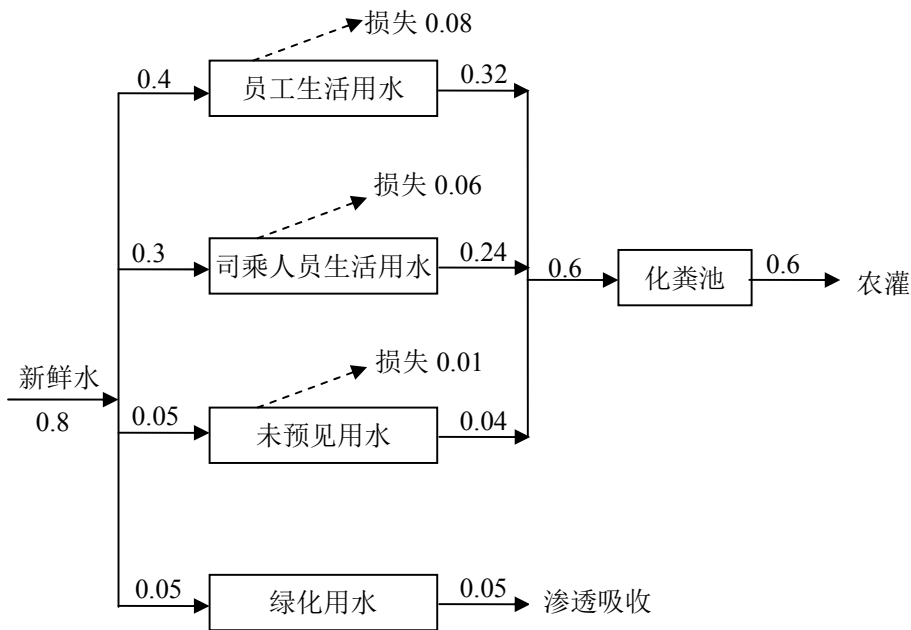 损失 0.08
0.4
员工生活用水
0.32
损失 0.06
0.3
司乘人员生活用水
0.24
0.6
化粪池
0.6
农灌
损失 0.01
新鲜水
0.8
0.05
未预见用水
0.04
0.05
绿化用水
0.05
渗透吸收